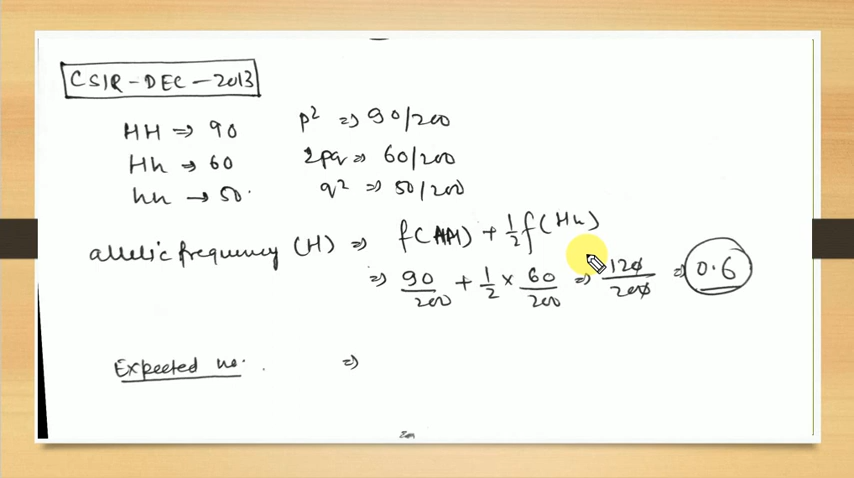 CSIR-DEC-2013
HH ⇒ 90 p² ⇒ 90/200
Hh → 60 2pq ⇒ 60/200
hh → 50. q² ⇒ 50/200
allelic frequency (H) ⇒ f(HH) + 1/2 f(Hh)
⇒ 90/200 + 1/2 × 60/200 ⇒ 120/200 ⇒ 0.6
Expected no. ⇒